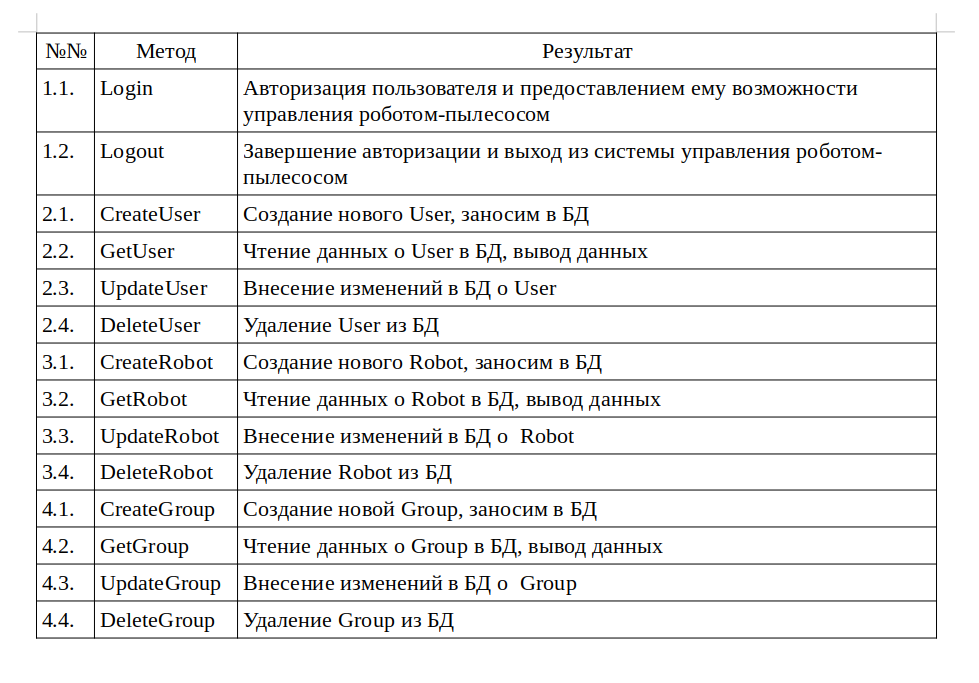 №№ Метод Результат
1.1. Login Авторизация пользователя и предоставлением ему возможности
управления роботом-пылесосом
1.2. Logout Завершение авторизации и выход из системы управления роботом-
пылесосом
2.1. CreateUser Создание нового User, заносим в БД
2.2. GetUser Чтение данных о User в БД, вывод данных
2.3. UpdateUser Внесение изменений в БД о User
2.4. DeleteUser Удаление User из БД
3.1. CreateRobot Создание нового Robot, заносим в БД
3.2. GetRobot Чтение данных о Robot в БД, вывод данных
3.3. UpdateRobot Внесение изменений в БД о  Robot
3.4. DeleteRobot Удаление Robot из БД
4.1. CreateGroup Создание новой Group, заносим в БД
4.2. GetGroup Чтение данных о Group в БД, вывод данных
4.3. UpdateGroup Внесение изменений в БД о  Group
4.4. DeleteGroup Удаление Group из БД